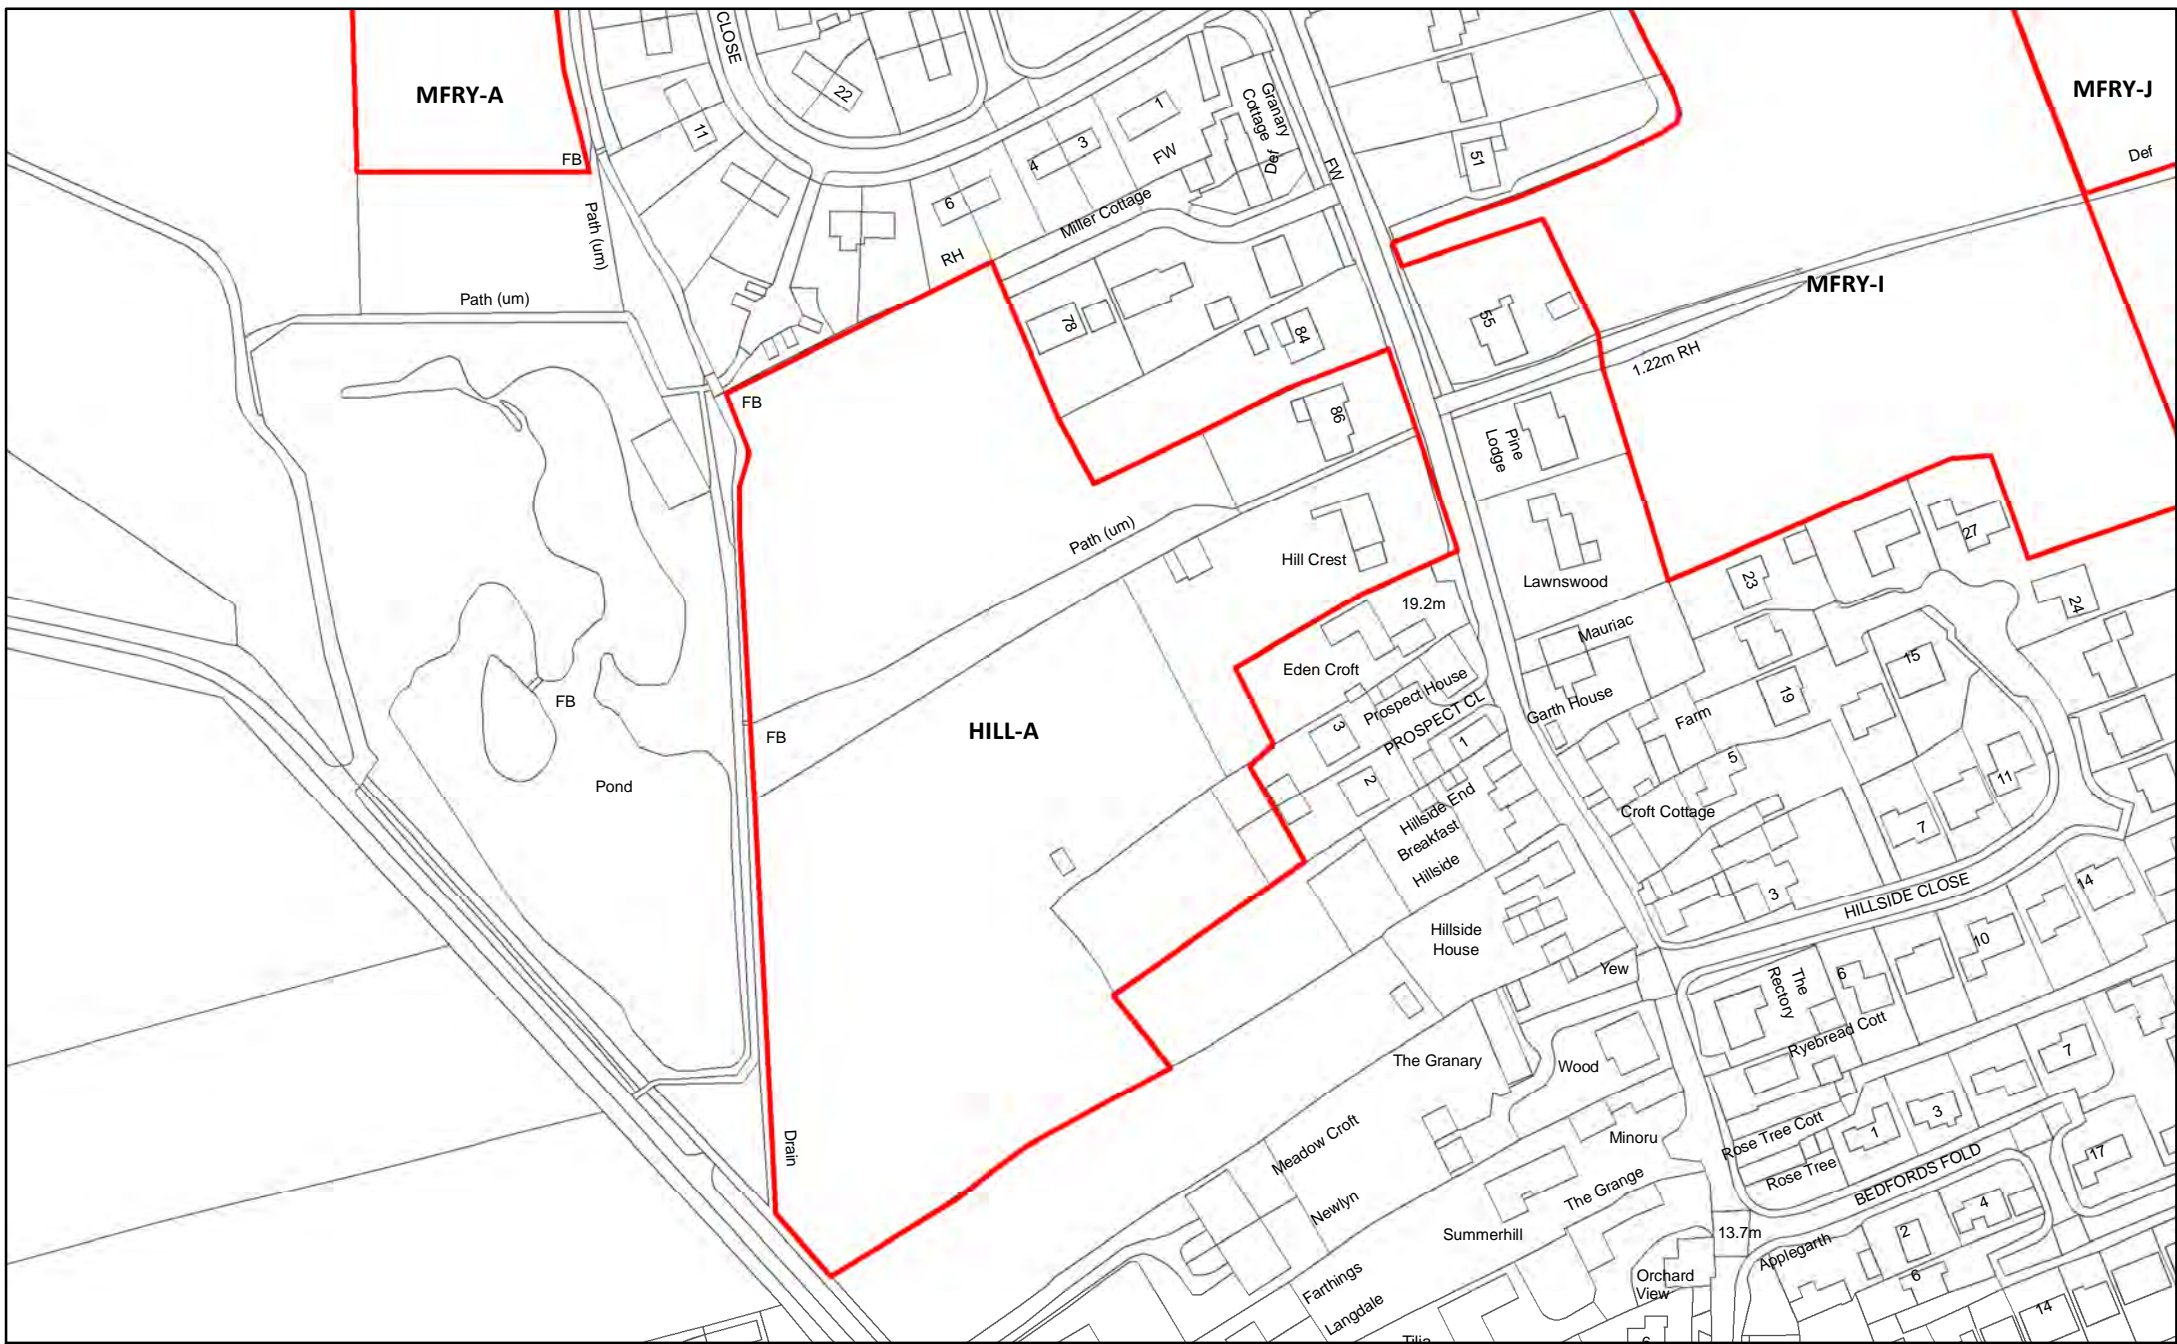 CLOSE
MFRY-A
22
11
1
3
4
6
FW
Granary
Cottage
Def
FW
51
MFRY-J
Def
FB
Path (um)
Miller Cottage
RH
Path (um)
78
84
55
MFRY-I
1.22m RH
FB
86
Pine
Lodge
Path (um)
Hill Crest
Lawnswood
27
23
24
19.2m
Mauriac
Eden Croft
Prospect House
PROSPECT CL
3
1
2
Garth House
Farm
19
15
FB
FB
HILL-A
Pond
5
11
7
Croft Cottage
Hillside End
Breakfast
Hillside
3
HILLSIDE CLOSE
14
Hillside
House
Yew
10
The
Rectory
6
Ryebread Cott
The Granary
Wood
7
Drain
Meadow Croft
Minoru
Rose Tree Cott
1
3
Rose Tree
BEDFORDS FOLD
17
Newlyn
The Grange
Summerhill
13.7m
Applegarth
2
4
Farthings
Langdale
Orchard
View
6
14
Tilia
6